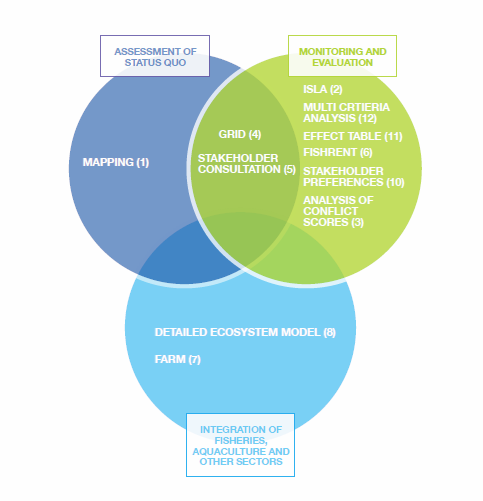 ASSESSMENT OF
STATUS QUO
MONITORING AND
EVALUATION
MAPPING (1)
GRID (4)
STAKEHOLDER
CONSULTATION (5)
ISLA (2)
MULTI CRTIERIA
ANALYSIS (12)
EFFECT TABLE (11)
FISHRENT (6)
STAKEHOLDER
PREFERENCES (10)
ANALYSIS OF
CONFLICT
SCORES (3)
DETAILED ECOSYSTEM MODEL (8)
FARM (7)
INTEGRATION OF
FISHERIES,
AQUACULTURE AND
OTHER SECTORS